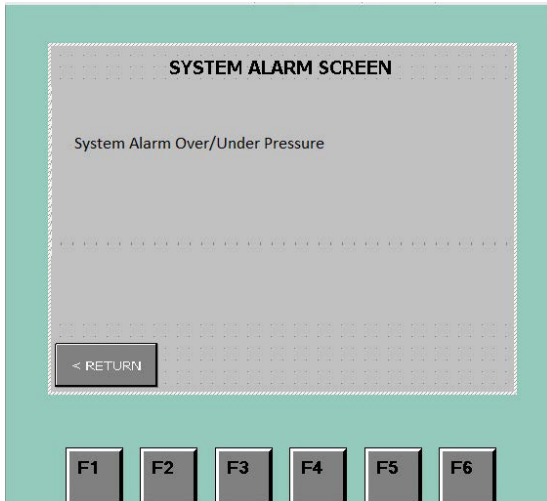 SYSTEM ALARM SCREEN
System Alarm Over/Under Pressure
< RETURN
F1 F2 F3 F4 F5 F6